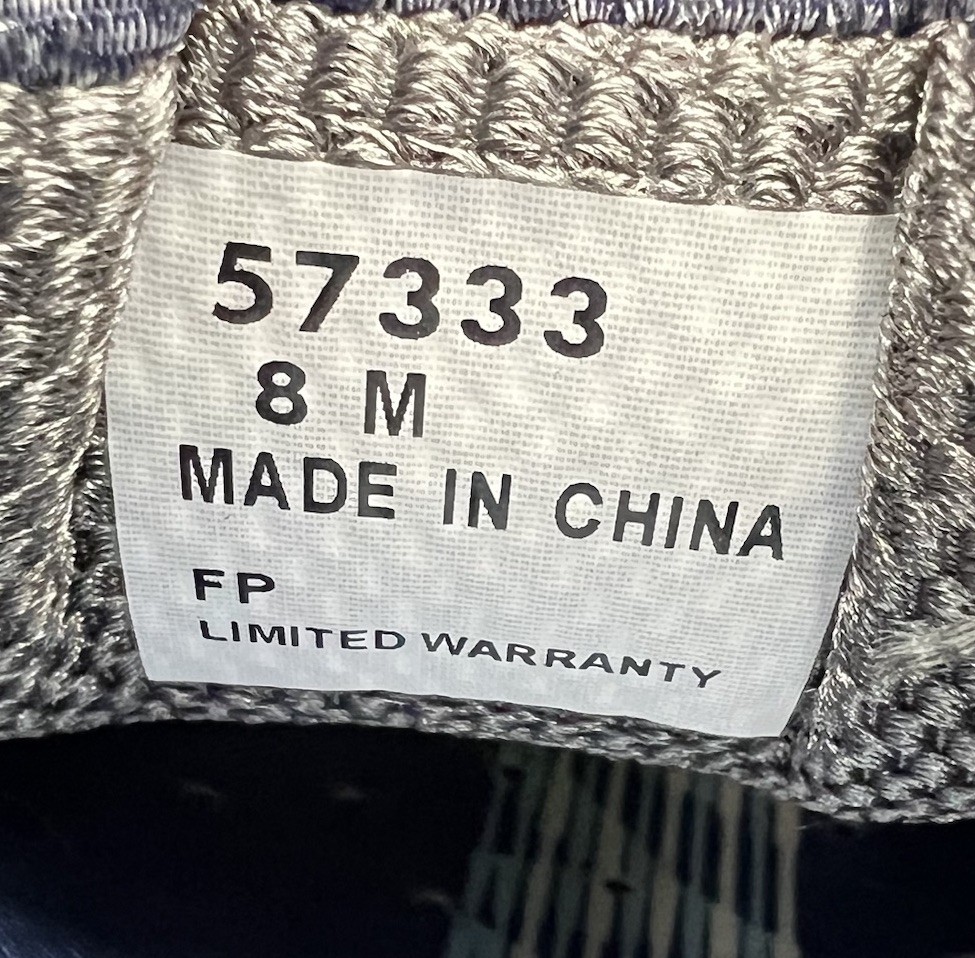 57333
8 M
MADE IN CHINA
FP
LIMITED WARRANTY